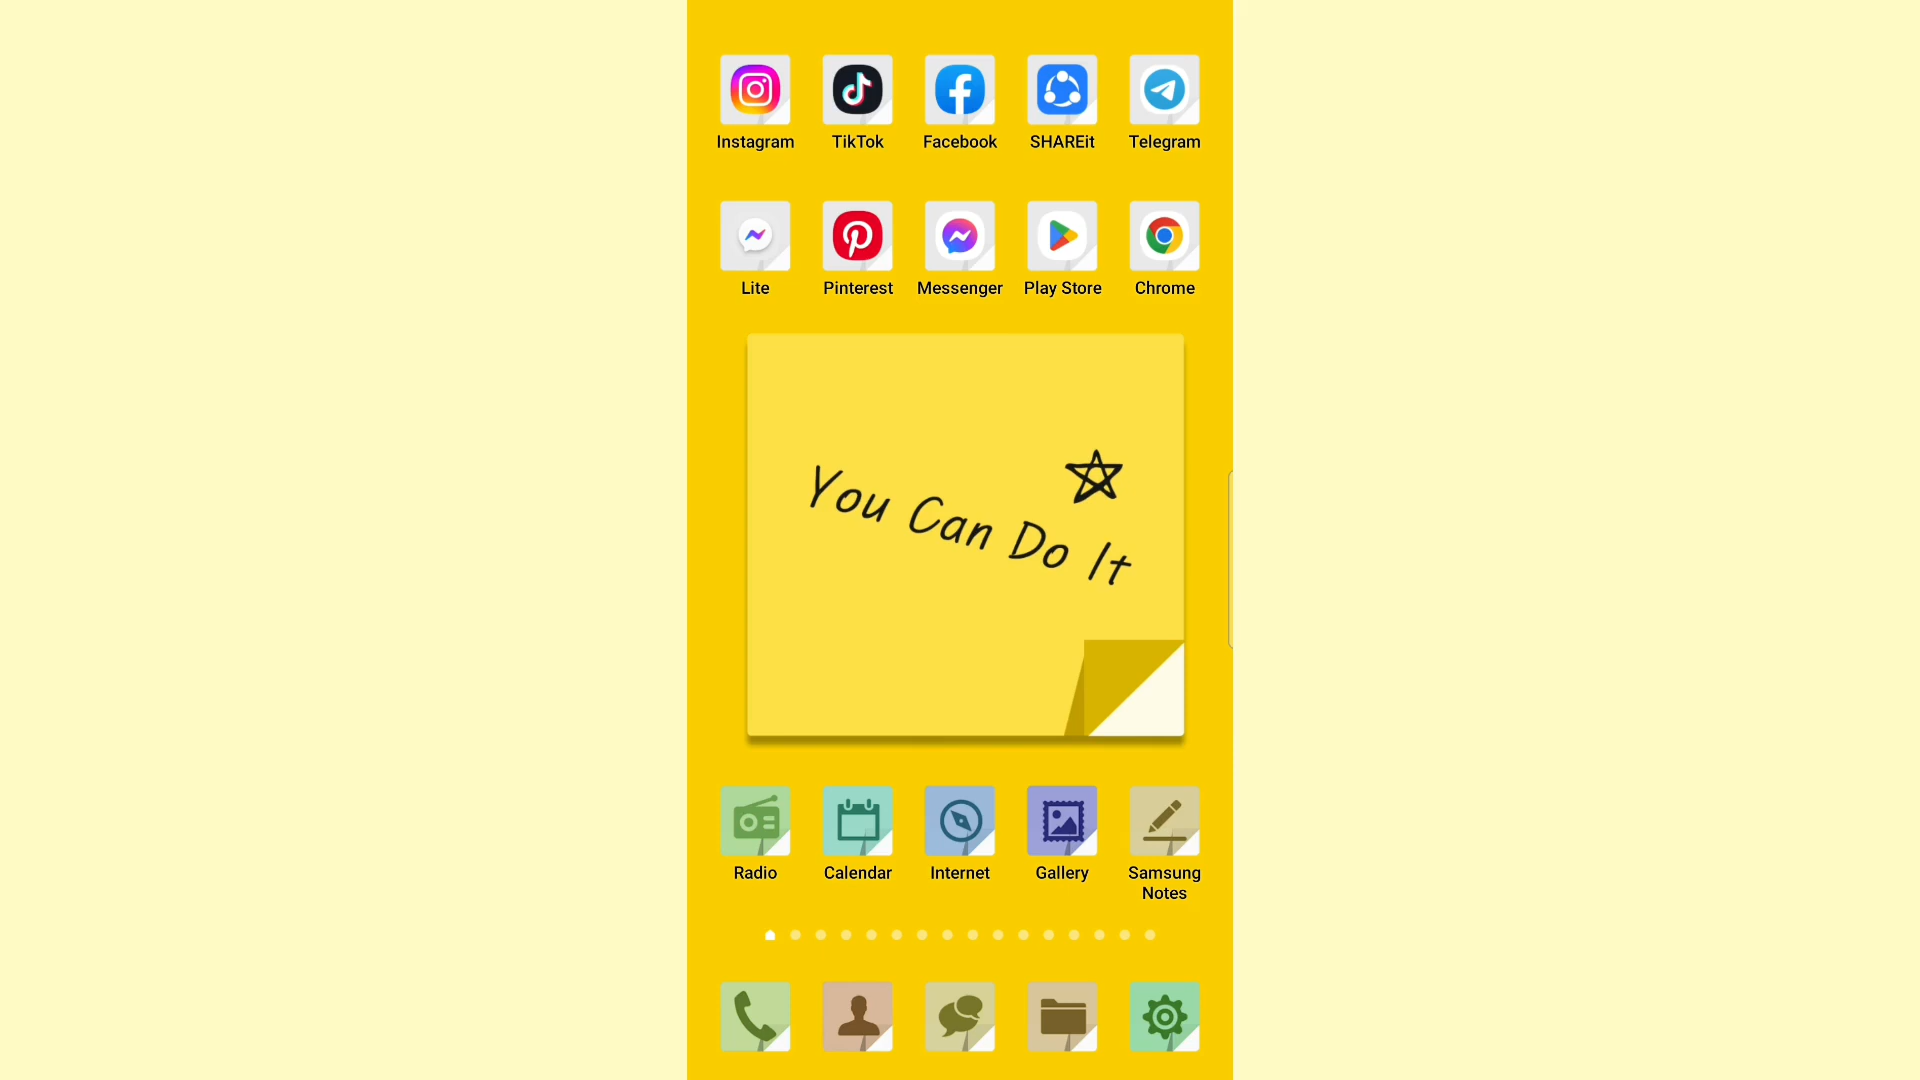 Instagram TikTok Facebook SHAREit Telegram
Lite Pinterest Messenger Play Store Chrome
You Can Do It
Radio Calendar Internet Gallery Samsung Notes